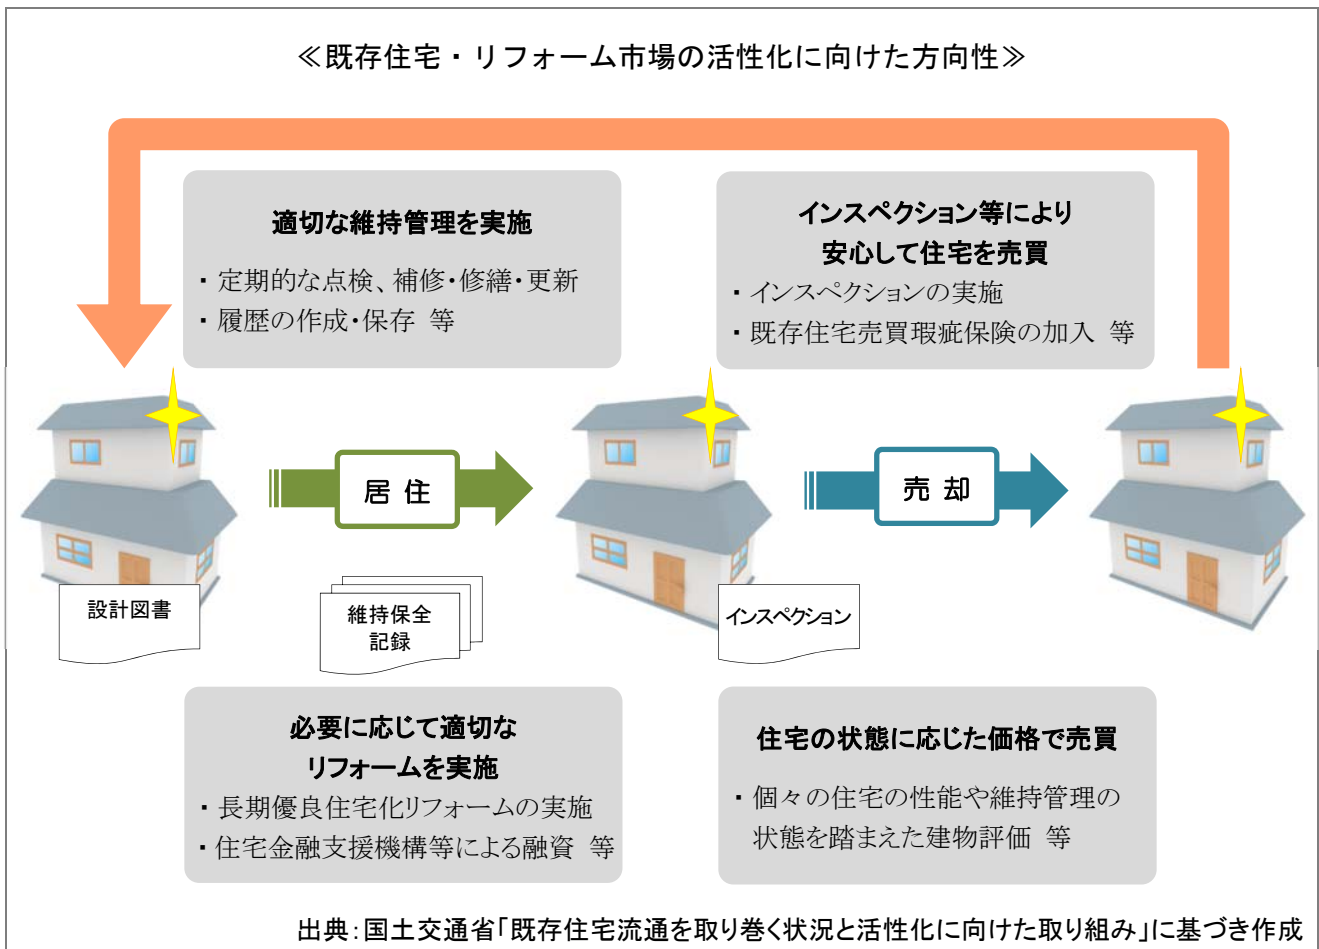 ≪既存住宅・リフォーム市場の活性化に向けた方向性≫
適切な維持管理を実施
・定期的な点検、補修・修繕・更新
・履歴の作成・保存 等
インスペクション等により
安心して住宅を売買
・インスペクションの実施
・既存住宅売買瑕疵保険の加入 等
居住
売却
設計図書
維持保全
記録
インスペクション
必要に応じて適切な
リフォームを実施
・長期優良住宅化リフォームの実施
・住宅金融支援機構等による融資 等
住宅の状態に応じた価格で売買
・個々の住宅の性能や維持管理の
状態を踏まえた建物評価 等
出典：国土交通省「既存住宅流通を取り巻く状況と活性化に向けた取り組み」に基づき作成